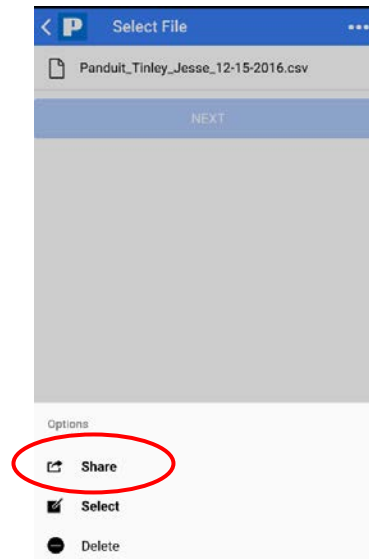 P Select File
Panduit_Tinley_Jesse_12-15-2016.csv
NEXT
Options
Share
Select
Delete